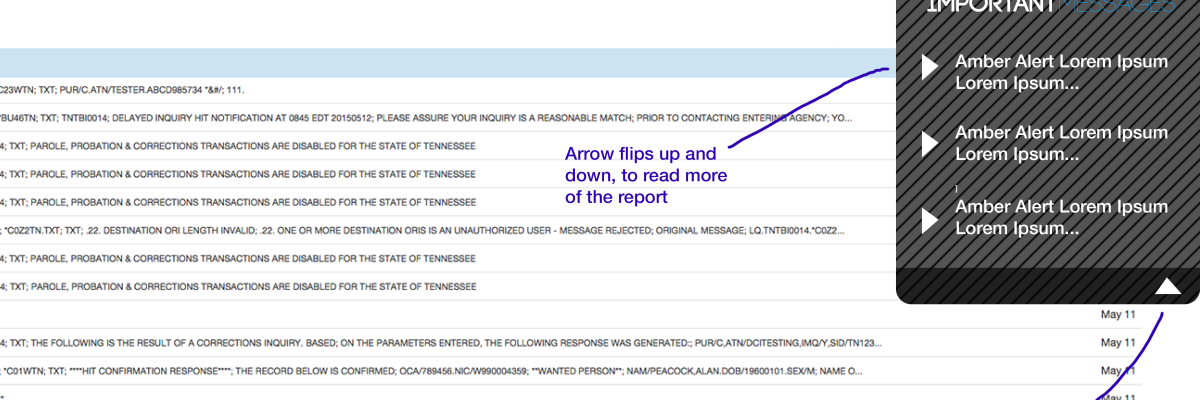 IMPORTANTMESSAGES
Amber Alert Lorem Ipsum
Lorem Ipsum...
Amber Alert Lorem Ipsum
Lorem Ipsum...
Amber Alert Lorem Ipsum
Lorem Ipsum...
C23WTN; TXT; PUR/C.ATN/TESTER.ABCD985734 "&#/; 111.
*BU46TN; TXT; TNTBI0014; DELAYED INQUIRY HIT NOTIFICATION AT 0845 EDT 20150512; PLEASE ASSURE YOUR INQUIRY IS A REASONABLE MATCH; PRIOR TO CONTACTING ENTERING AGENCY; YO...
4; TXT; PAROLE, PROBATION & CORRECTIONS TRANSACTIONS ARE DISABLED FOR THE STATE OF TENNESSEE
4; TXT; PAROLE, PROBATION & CORRECTIONS TRANSACTIONS ARE DISABLED FOR THE STATE OF TENNESSEE
4; TXT; PAROLE, PROBATION & CORRECTIONS TRANSACTIONS ARE DISABLED FOR THE STATE OF TENNESSEE
; *C0Z2TN.TXT; TXT; .22. DESTINATION ORI LENGTH INVALID; .22. ONE OR MORE DESTINATION ORIS IS AN UNAUTHORIZED USER - MESSAGE REJECTED; ORIGINAL MESSAGE; LQ.TNTBI0014.*C0Z2...
4; TXT; PAROLE, PROBATION & CORRECTIONS TRANSACTIONS ARE DISABLED FOR THE STATE OF TENNESSEE
4; TXT; PAROLE, PROBATION & CORRECTIONS TRANSACTIONS ARE DISABLED FOR THE STATE OF TENNESSEE
May 11
4; TXT; THE FOLLOWING IS THE RESULT OF A CORRECTIONS INQUIRY. BASED; ON THE PARAMETERS ENTERED, THE FOLLOWING RESPONSE WAS GENERATED:; PUR/C,ATN/DCITESTING,IMQ/Y,SID/TN123... May 11
; *C01WTN; TXT; ****HIT CONFIRMATION RESPONSE****; THE RECORD BELOW IS CONFIRMED; OCA/789456.NIC/W990004359; **WANTED PERSON**; NAM/PEACOCK,ALAN.DOB/19600101.SEX/M; NAME O... May 11
May 11
Arrow flips up and
down, to read more
of the report